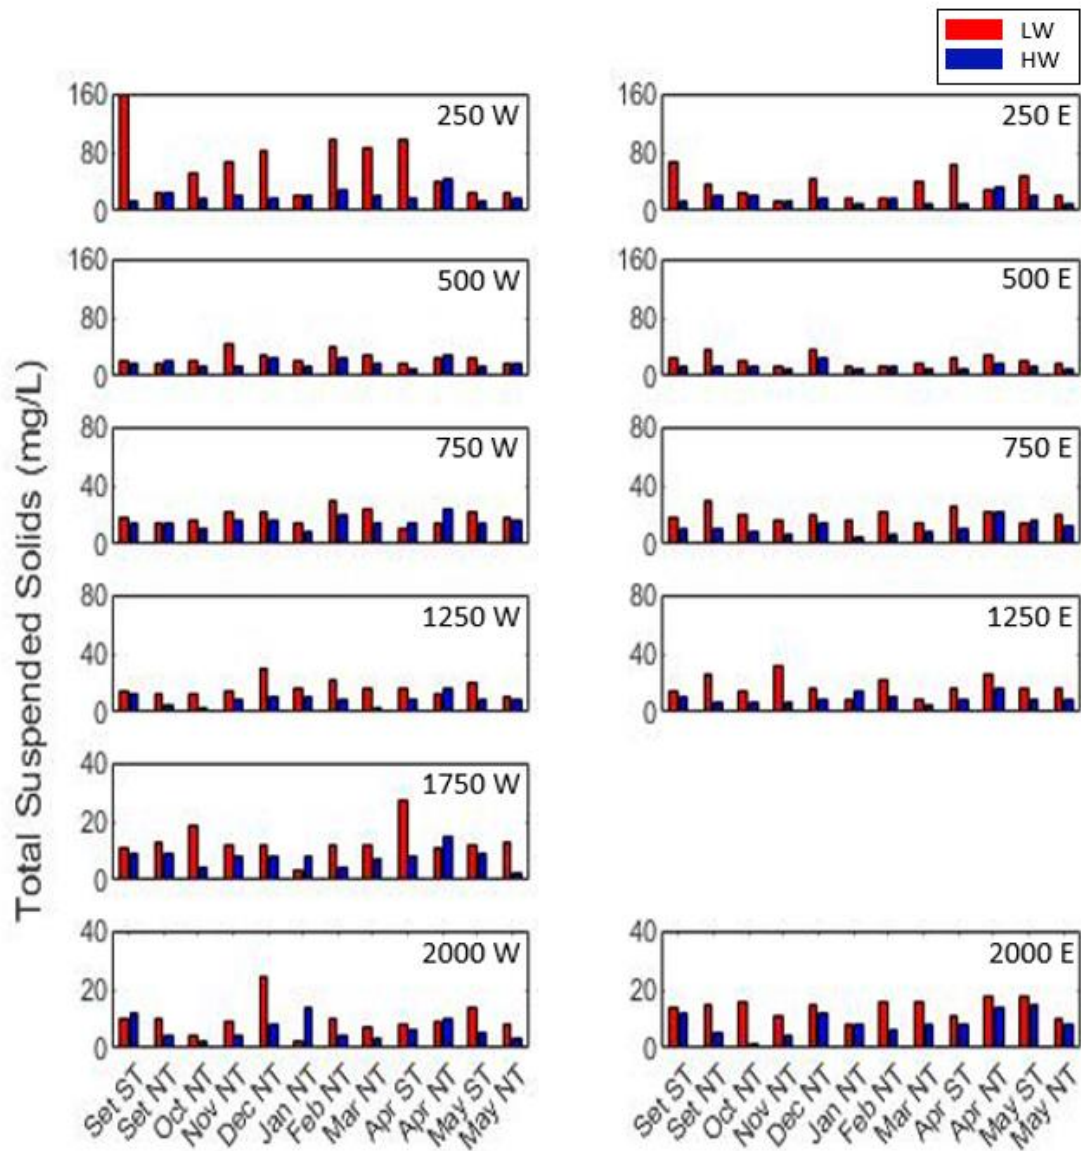 LW
HW
Total Suspended Solids (mg/L)
160
80
0
250 W
160
80
0
250 E
160
80
0
500 W
160
80
0
500 E
80
40
0
750 W
80
40
0
750 E
80
40
0
1250 W
80
40
0
1250 E
40
20
0
1750 W
40
20
0
2000 W
40
20
0
2000 E
Set ST
Set NT
Oct NT
Nov NT
Dec NT
Jan NT
Feb NT
Mar NT
Apr ST
Apr NT
May ST
May NT
Set ST
Set NT
Oct NT
Nov NT
Dec NT
Jan NT
Feb NT
Mar NT
Apr ST
Apr NT
May ST
May NT